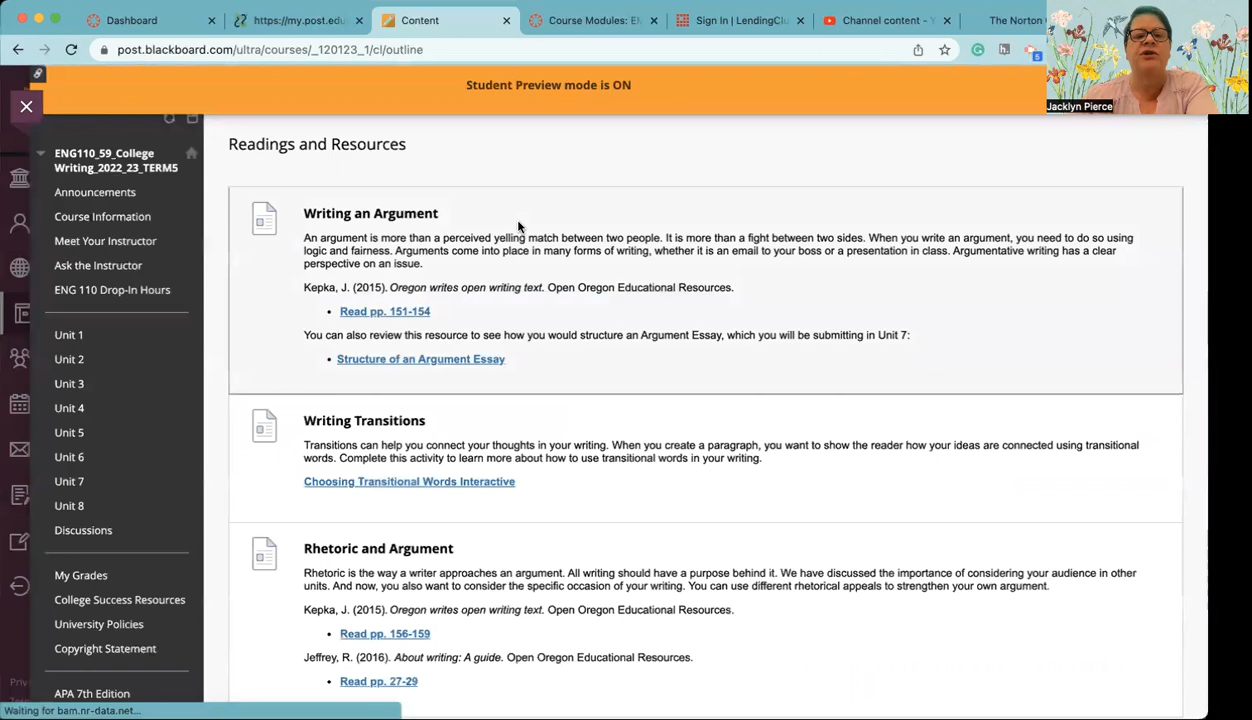 Dashboard
https://my.post.edu
Content
Course Modules: EN
Sign In | LendingClu
Channel content - Y
The Norton
post.blackboard.com/ultra/courses/_120123_1/cl/outline
5
Student Preview mode is ON
Jacklyn Pierce
ENG110_59_College
Writing_2022_23_TERM5
Announcements
Course Information
Meet Your Instructor
Ask the Instructor
ENG 110 Drop-In Hours
Unit 1
Unit 2
Unit 3
Unit 4
Unit 5
Unit 6
Unit 7
Unit 8
Discussions
My Grades
College Success Resources
University Policies
Copyright Statement
APA 7th Edition
Readings and Resources
Writing an Argument
An argument is more than a perceived yelling match between two people. It is more than a fight between two sides. When you write an argument, you need to do so using
logic and fairness. Arguments come into place in many forms of writing, whether it is an email to your boss or a presentation in class. Argumentative writing has a clear
perspective on an issue.
Kepka, J. (2015). Oregon writes open writing text. Open Oregon Educational Resources.
• Read pp. 151-154
You can also review this resource to see how you would structure an Argument Essay, which you will be submitting in Unit 7:
• Structure of an Argument Essay
Writing Transitions
Transitions can help you connect your thoughts in your writing. When you create a paragraph, you want to show the reader how your ideas are connected using transitional
words. Complete this activity to learn more about how to use transitional words in your writing.
Choosing Transitional Words Interactive
Rhetoric and Argument
Rhetoric is the way a writer approaches an argument. All writing should have a purpose behind it. We have discussed the importance of considering your audience in other
units. And now, you also want to consider the specific occasion of your writing. You can use different rhetorical appeals to strengthen your own argument.
Kepka, J. (2015). Oregon writes open writing text. Open Oregon Educational Resources.
• Read pp. 156-159
Jeffrey, R. (2016). About writing: A guide. Open Oregon Educational Resources.
• Read pp. 27-29
Waiting for bam.nr-data.net...